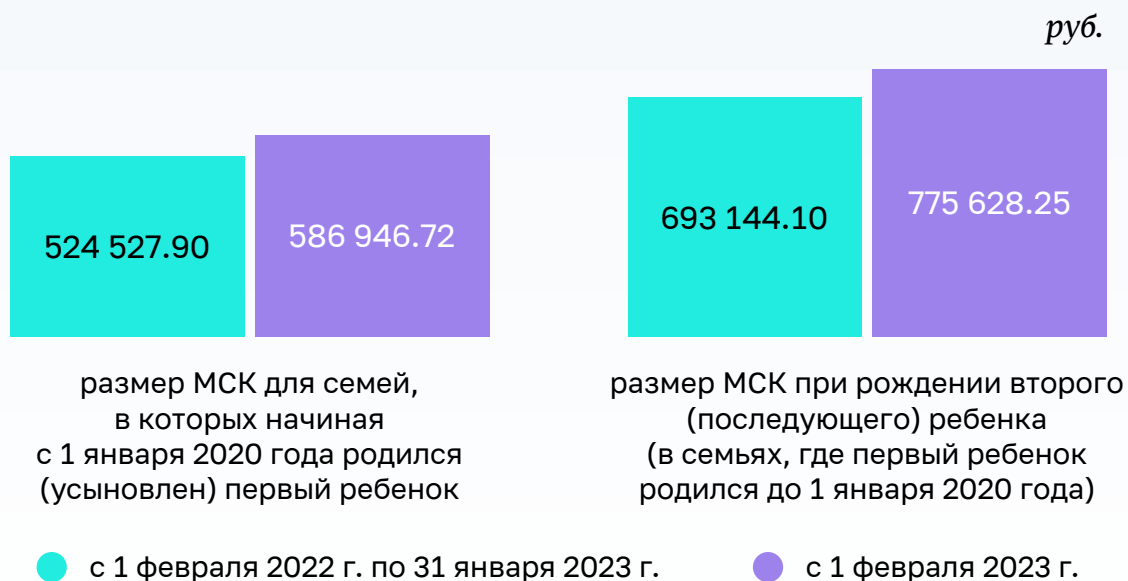 руб.
524 527.90
586 946.72
693 144.10
775 628.25
размер МСК для семей,
в которых начиная
с 1 января 2020 года родился
(усыновлен) первый ребенок
размер МСК при рождении второго
(последующего) ребенка
(в семьях, где первый ребенок
родился до 1 января 2020 года)
с 1 февраля 2022 г. по 31 января 2023 г.
с 1 февраля 2023 г.